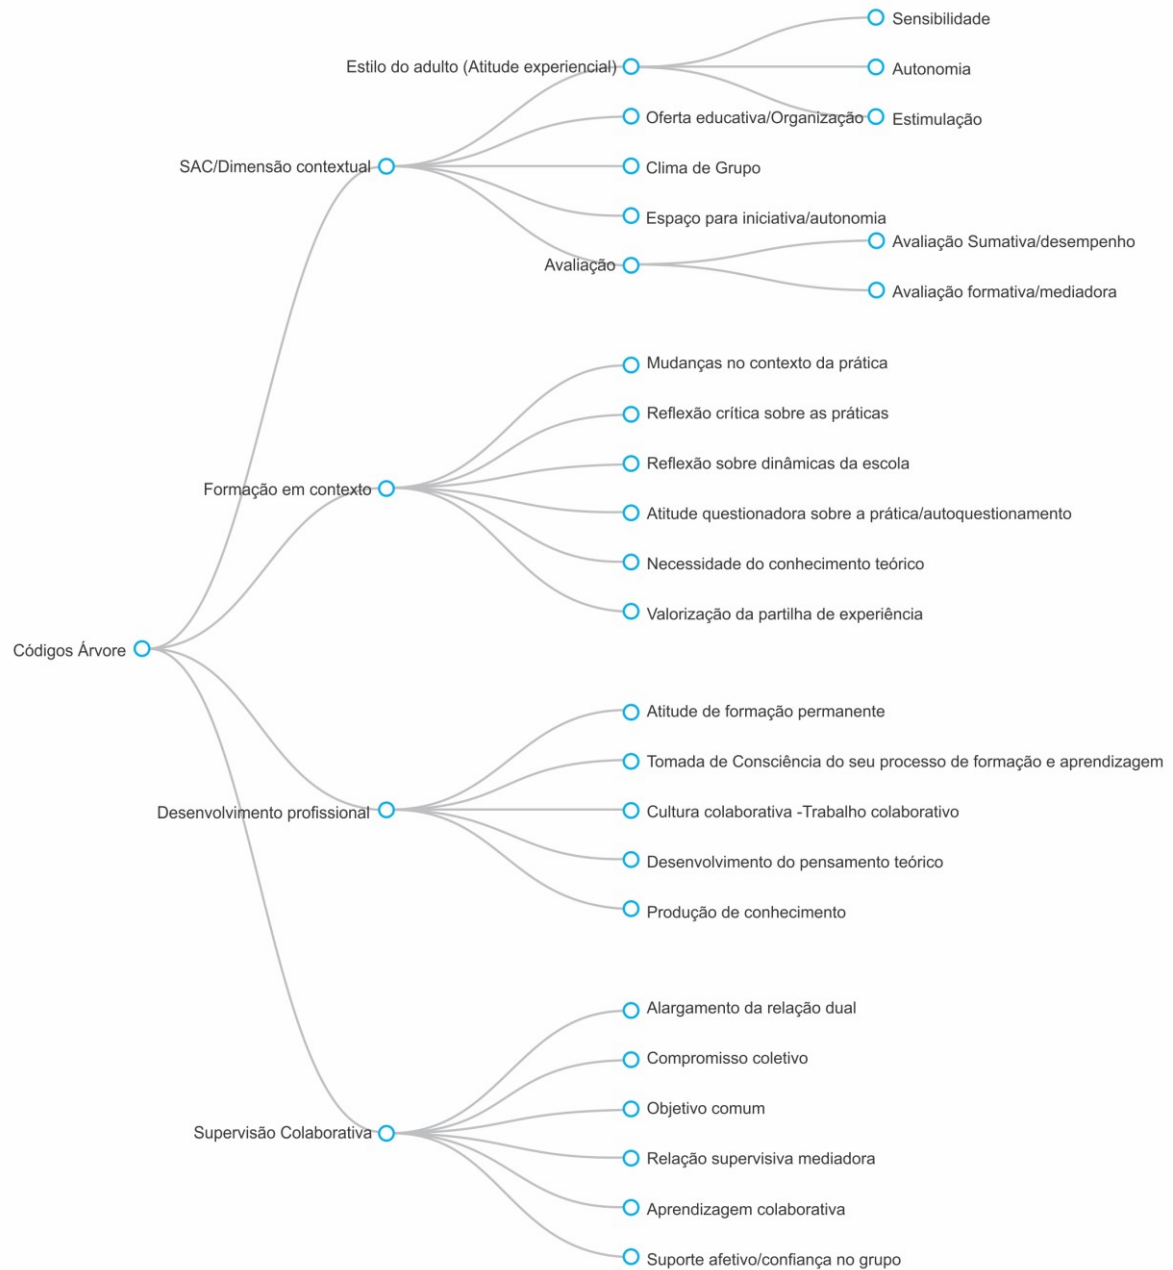 Sensibilidade
Estilo do adulto (Atitude experiencial)
Autonomia
Oferta educativa/Organização
Estimulação
SAC/Dimensão contextual
Clima de Grupo
Espaço para iniciativa/autonomia
Avaliação Sumativa/desempenho
Avaliação
Avaliação formativa/mediadora
Mudanças no contexto da prática
Reflexão crítica sobre as práticas
Reflexão sobre dinâmicas da escola
Formação em contexto
Atitude questionadora sobre a prática/autoquestionamento
Necessidade do conhecimento teórico
Valorização da partilha de experiência
Códigos Árvore
Atitude de formação permanente
Tomada de Consciência do seu processo de formação e aprendizagem
Desenvolvimento profissional
Cultura colaborativa -Trabalho colaborativo
Desenvolvimento do pensamento teórico
Produção de conhecimento
Alargamento da relação dual
Compromisso coletivo
Objetivo comum
Supervisão Colaborativa
Relação supervisiva mediadora
Aprendizagem colaborativa
Suporte afetivo/confiança no grupo